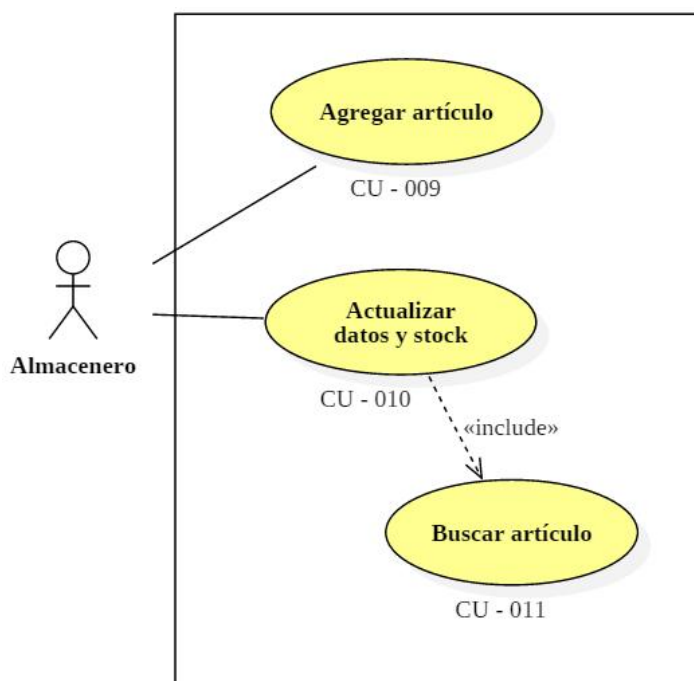 Agregar artículo
CU - 009
Actualizar
datos y stock
Almacenero
CU - 010
«include»
Buscar artículo
CU - 011